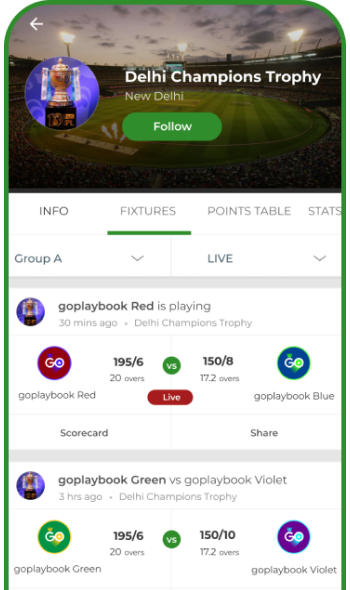 Delhi Champions Trophy
New Delhi
Follow
INFO FIXTURES POINTS TABLE STATS
Group A LIVE
goplaybook Red is playing
30 mins ago • Delhi Champions Trophy
GO 195/6 vs 150/8 GO
20 overs 17.2 overs
goplaybook Red Live goplaybook Blue
Scorecard Share
goplaybook Green vs goplaybook Violet
3 hrs ago • Delhi Champions Trophy
GO 195/6 vs 150/10 GO
20 overs 17.2 overs
goplaybook Green goplaybook Violet